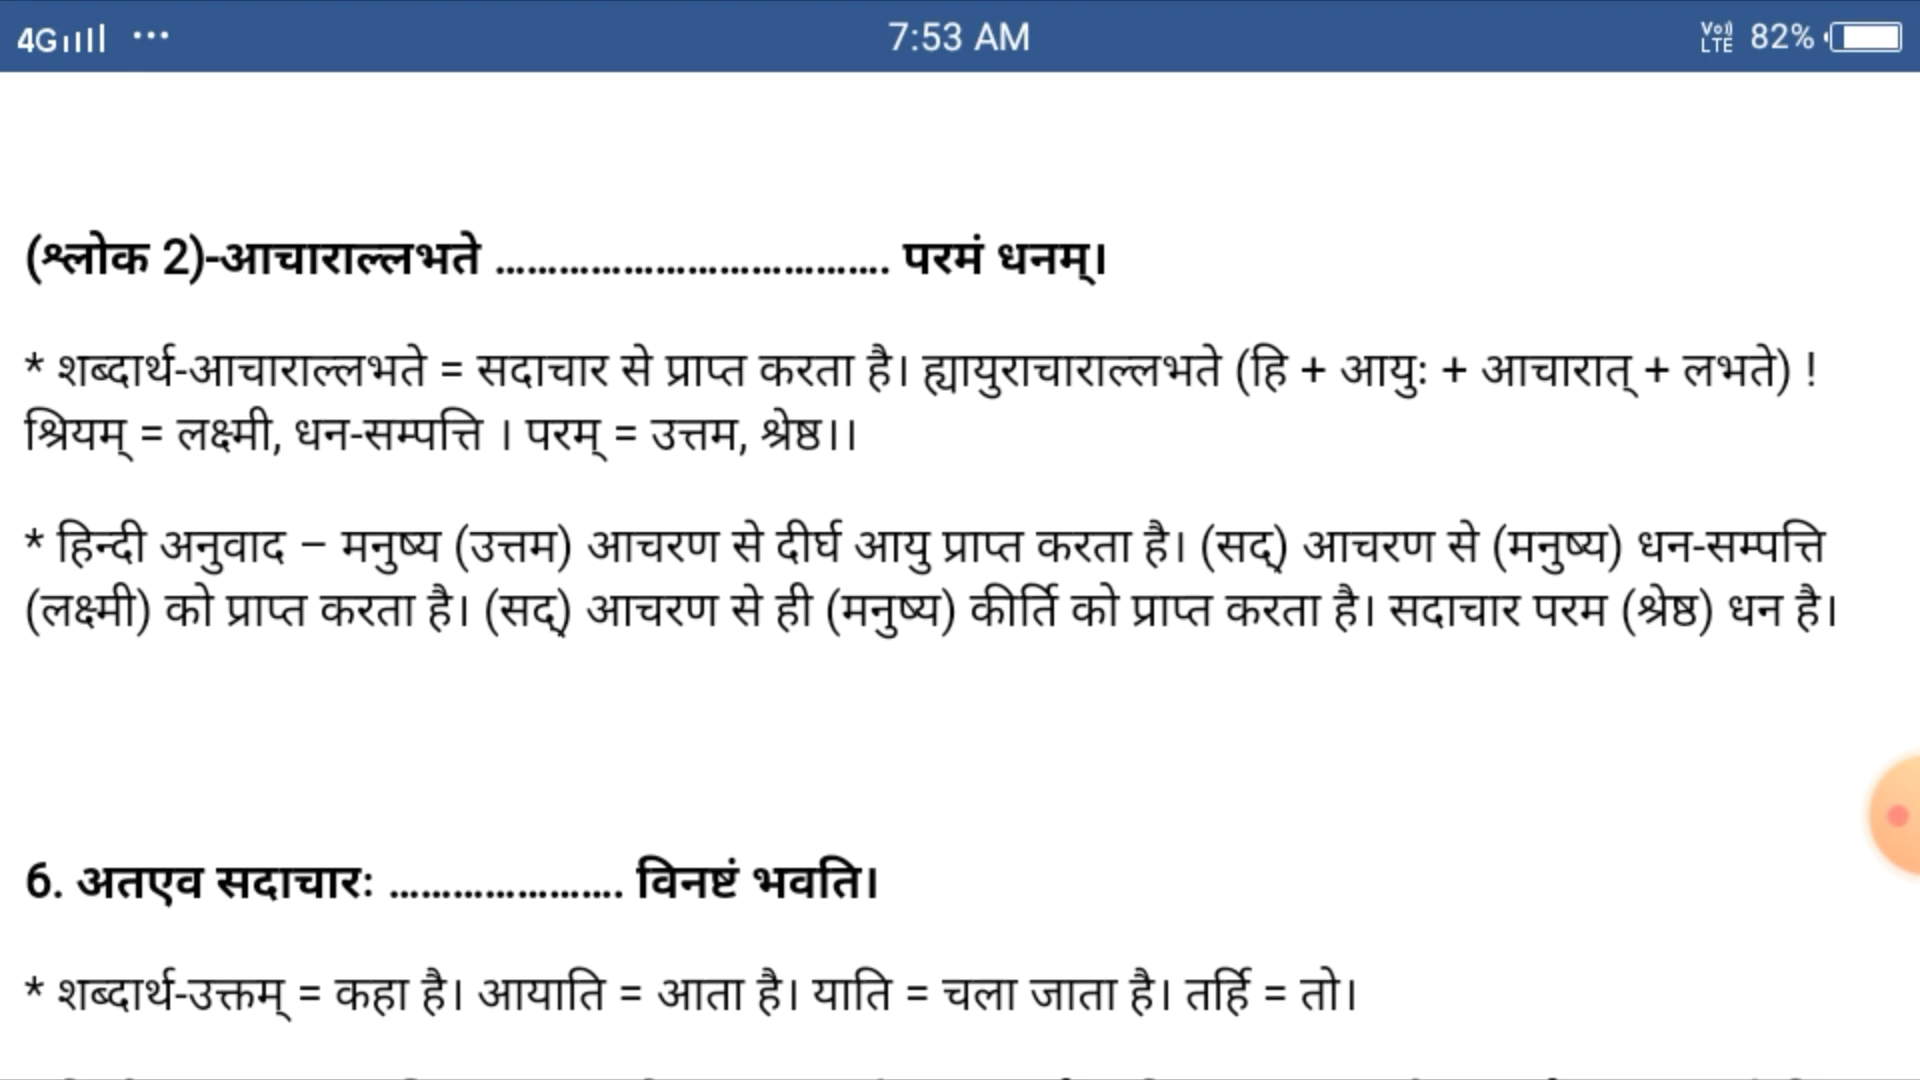 4G ... 7:53 AM VoLTE 82%
(श्लोक 2)-आचाराल्लभते ......................................... परमं धनम्।
* शब्दार्थ-आचाराल्लभते = सदाचार से प्राप्त करता है। ह्यायुराचाराल्लभते (हि + आयुः + आचारात् + लभते) !
श्रियम् = लक्ष्मी, धन-सम्पत्ति । परम् = उत्तम, श्रेष्ठ।।
* हिन्दी अनुवाद – मनुष्य (उत्तम) आचरण से दीर्घ आयु प्राप्त करता है। (सद्) आचरण से (मनुष्य) धन-सम्पत्ति
(लक्ष्मी) को प्राप्त करता है। (सद्) आचरण से ही (मनुष्य) कीर्ति को प्राप्त करता है। सदाचार परम (श्रेष्ठ) धन है।
6. अतएव सदाचारः ........................ विनष्टं भवति।
* शब्दार्थ-उक्तम् = कहा है। आयाति = आता है। याति = चला जाता है। तर्हि = तो।